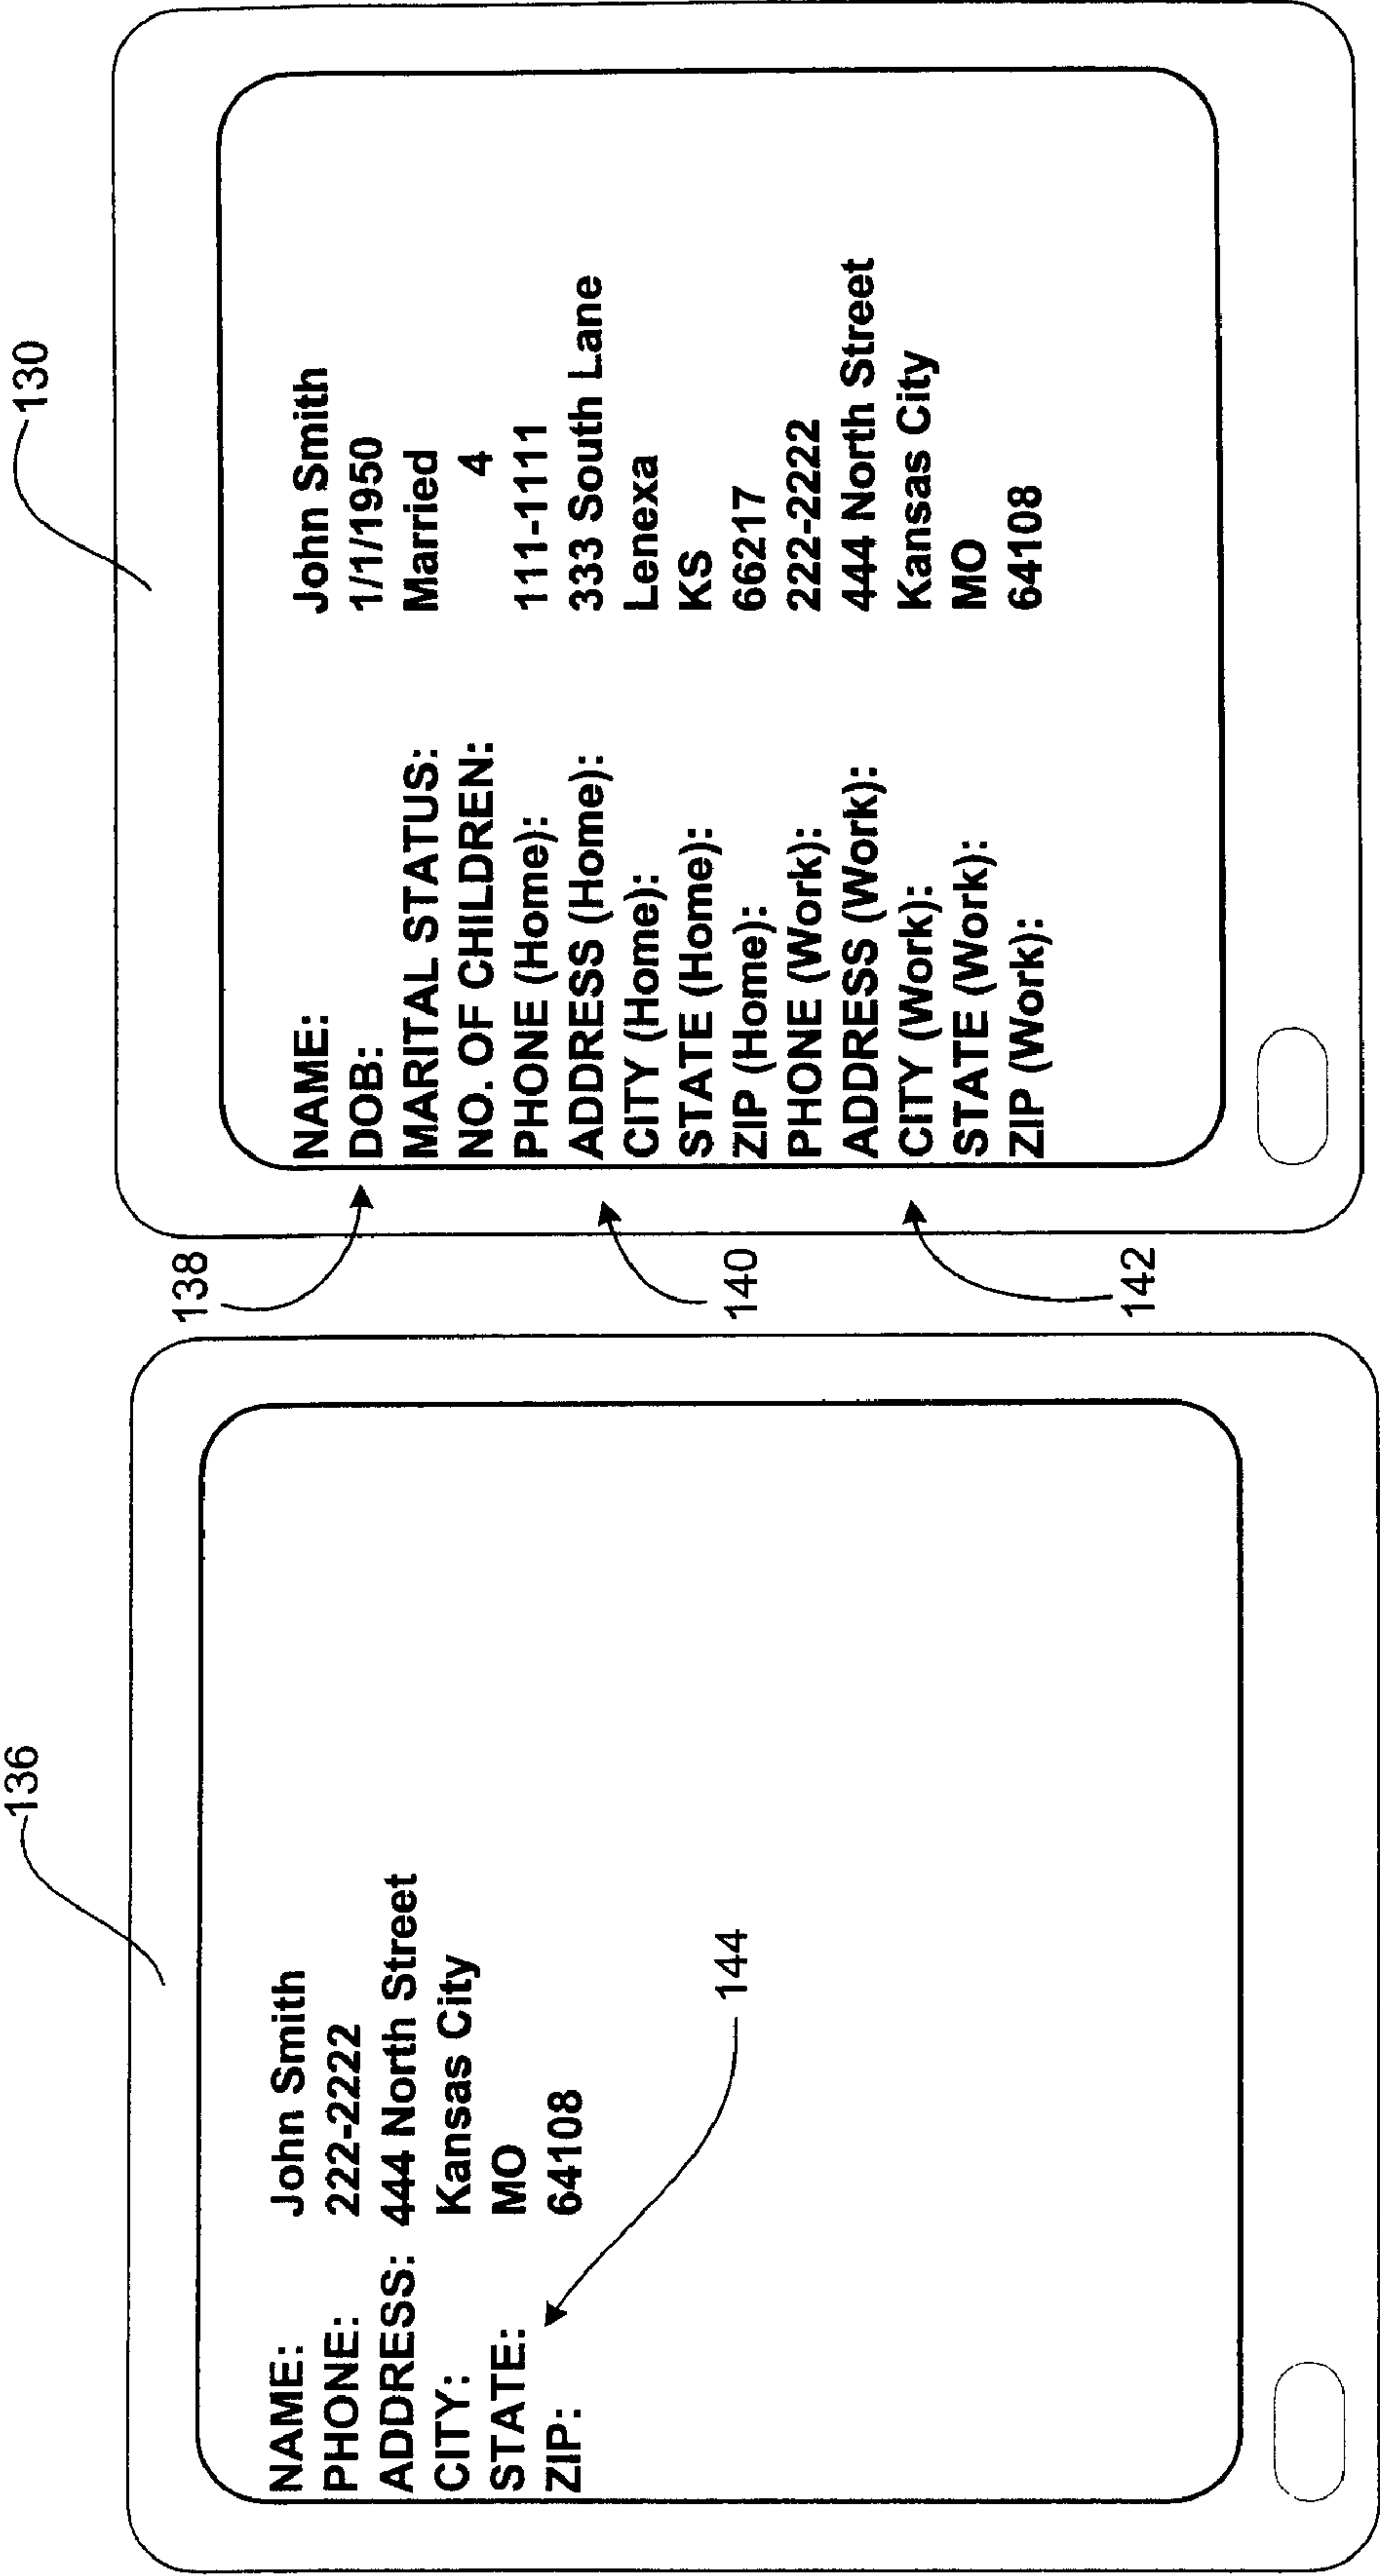 136
NAME: John Smith
PHONE: 222-2222
ADDRESS: 444 North Street
CITY: Kansas City
STATE: MO
ZIP: 64108
144
130
138
140
142
NAME: John Smith
DOB: 1/1/1950
MARITAL STATUS: Married
NO. OF CHILDREN: 4
PHONE (Home): 111-1111
ADDRESS (Home): 333 South Lane
CITY (Home): Lenexa
STATE (Home): KS
ZIP (Home): 66217
PHONE (Work): 222-2222
ADDRESS (Work): 444 North Street
CITY (Work): Kansas City
STATE (Work): MO
ZIP (Work): 64108